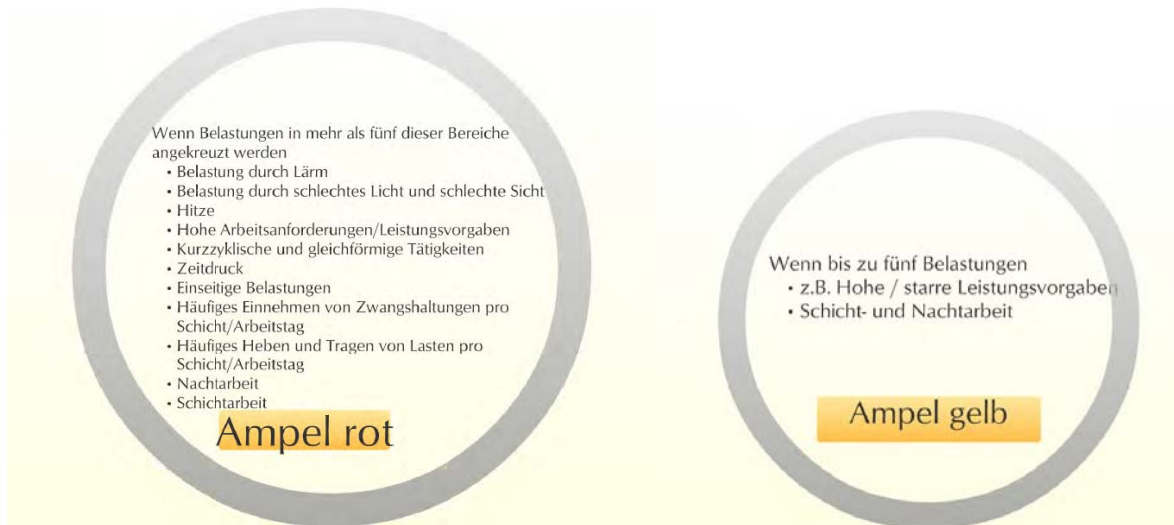 Wenn Belastungen in mehr als fünf dieser Bereiche
angekreuzt werden
• Belastung durch Lärm
• Belastung durch schlechtes Licht und schlechte Sicht
• Hitze
• Hohe Arbeitsanforderungen/Leistungsvorgaben
• Kurzzyklische und gleichförmige Tätigkeiten
• Zeitdruck
• Einseitige Belastungen
• Häufiges Einnehmen von Zwangshaltungen pro
Schicht/Arbeitstag
• Häufiges Heben und Tragen von Lasten pro
Schicht/Arbeitstag
• Nachtarbeit
• Schichtarbeit
Ampel rot
Wenn bis zu fünf Belastungen
• z.B. Hohe / starre Leistungsvorgaben
• Schicht- und Nachtarbeit
Ampel gelb